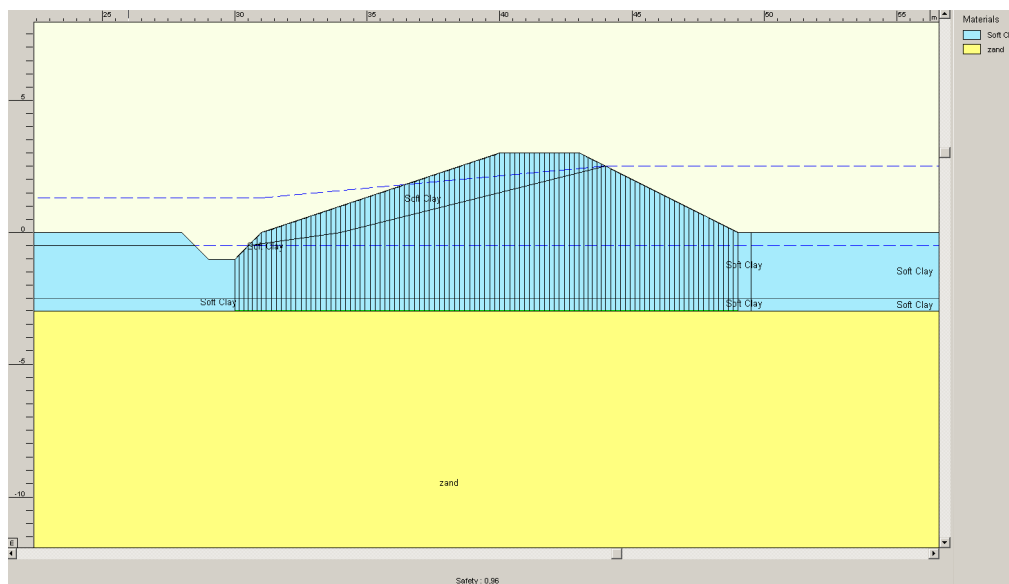 25 30 35 40 45 50 55 m
Materials
Soft Cl
zand
5
Soft Clay
0
Soft Clay
Soft Clay
Soft Clay
Soft Clay
Soft Clay
Soft Clay
-5
zand
-10
E
Safety : 0,96